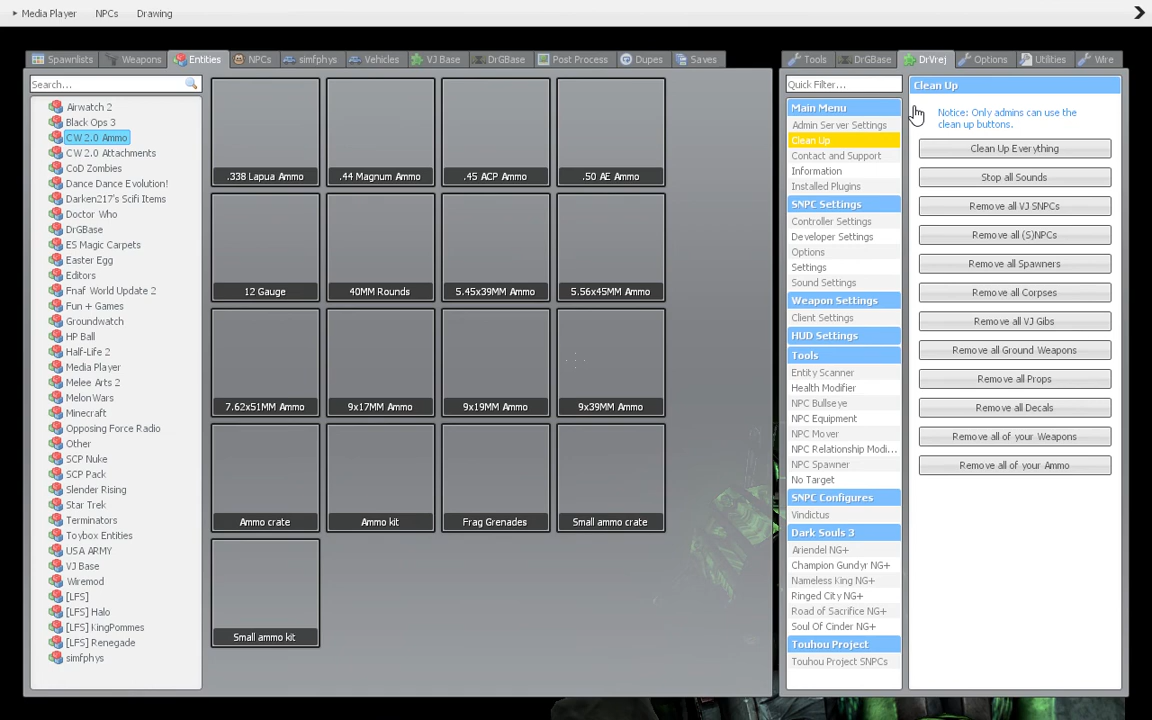 Media Player NPCs Drawing
Spawnlists Weapons Entities NPCs simfphys Vehicles VJ Base DrGBase Post Process Dupes Saves
Tools DrGBase DrVrej Options Utilities Wire
Search...
Airwatch 2
Black Ops 3
CW 2.0 Ammo
CW 2.0 Attachments
CoD Zombies
Dance Dance Evolution!
Darken217's Scifi Items
Doctor Who
DrGBase
ES Magic Carpets
Easter Egg
Editors
Fnaf World Update 2
Fun + Games
Groundwatch
HP Ball
Half-Life 2
Media Player
Melee Arts 2
MelonWars
Minecraft
Opposing Force Radio
Other
SCP Nuke
SCP Pack
Slender Rising
Star Trek
Terminators
Toybox Entities
USA ARMY
VJ Base
Wiremod
[LFS]
[LFS] Halo
[LFS] KingPommes
[LFS] Renegade
simfphys
.338 Lapua Ammo .44 Magnum Ammo .45 ACP Ammo .50 AE Ammo
12 Gauge 40MM Rounds 5.45x39MM Ammo 5.56x45MM Ammo
7.62x51MM Ammo 9x17MM Ammo 9x19MM Ammo 9x39MM Ammo
Ammo crate Ammo kit Frag Grenades Small ammo crate
Small ammo kit
Quick Filter...
Main Menu
Admin Server Settings
Clean Up
Contact and Support
Information
Installed Plugins
SNPC Settings
Controller Settings
Developer Settings
Options
Settings
Sound Settings
Weapon Settings
Client Settings
HUD Settings
Tools
Entity Scanner
Health Modifier
NPC Bullseye
NPC Equipment
NPC Mover
NPC Relationship Modi...
NPC Spawner
No Target
SNPC Configures
Vindictus
Dark Souls 3
Ariendel NG+
Champion Gundyr NG+
Nameless King NG+
Ringed City NG+
Road of Sacrifice NG+
Soul Of Cinder NG+
Touhou Project
Touhou Project SNPCs
Clean Up
Notice: Only admins can use the
clean up buttons.
Clean Up Everything
Stop all Sounds
Remove all VJ SNPCs
Remove all (S)NPCs
Remove all Spawners
Remove all Corpses
Remove all VJ Gibs
Remove all Ground Weapons
Remove all Props
Remove all Decals
Remove all of your Weapons
Remove all of your Ammo